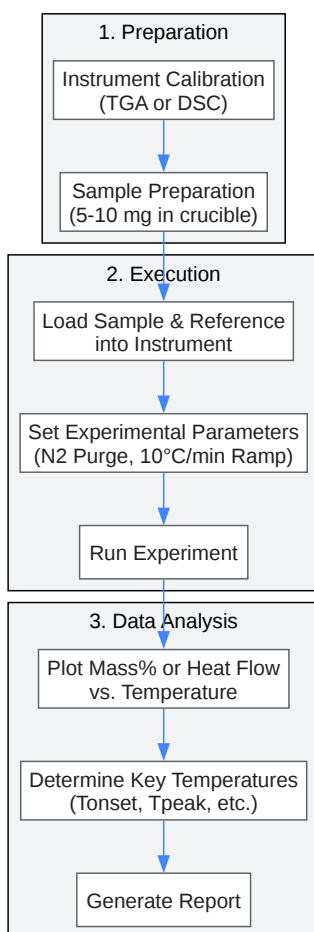 1. Preparation
Instrument Calibration
(TGA or DSC)
Sample Preparation
(5-10 mg in crucible)
2. Execution
Load Sample & Reference
into Instrument
Set Experimental Parameters
(N2 Purge, 10°C/min Ramp)
Run Experiment
3. Data Analysis
Plot Mass% or Heat Flow
vs. Temperature
Determine Key Temperatures
(Tonset, Tpeak, etc.)
Generate Report